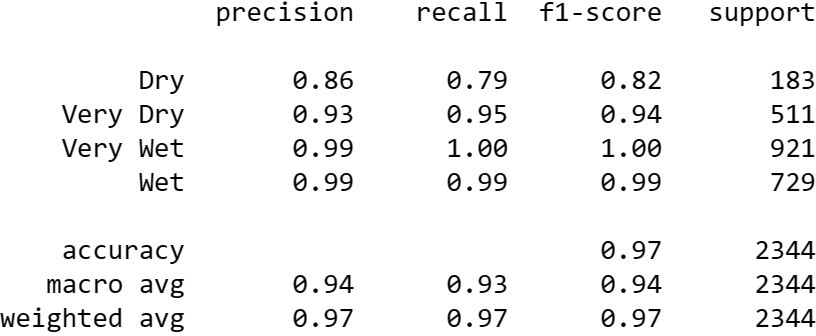 precision recall f1-score support
Dry 0.86 0.79 0.82 183
Very Dry 0.93 0.95 0.94 511
Very Wet 0.99 1.00 1.00 921
Wet 0.99 0.99 0.99 729
accuracy 0.97 2344
macro avg 0.94 0.93 0.94 2344
weighted avg 0.97 0.97 0.97 2344